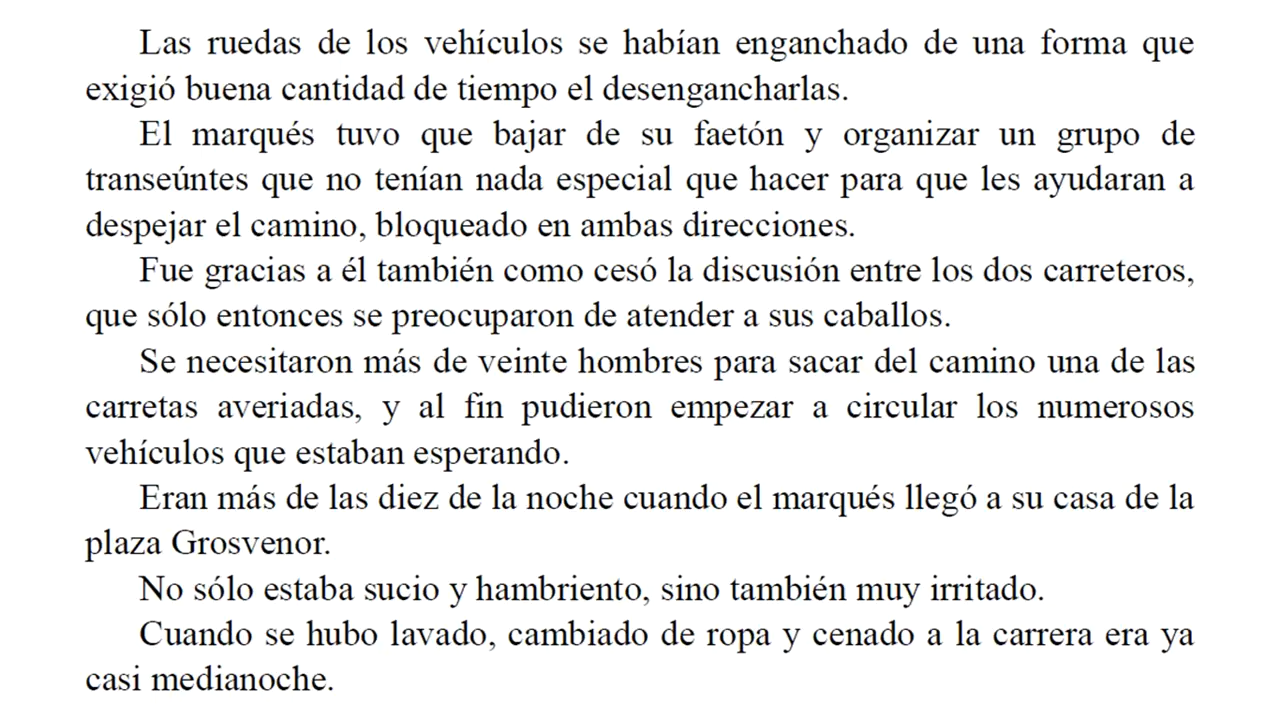 Las ruedas de los vehículos se habían enganchado de una forma que
exigió buena cantidad de tiempo el desengancharlas.
El marqués tuvo que bajar de su faetón y organizar un grupo de
transeúntes que no tenían nada especial que hacer para que les ayudaran a
despejar el camino, bloqueado en ambas direcciones.
Fue gracias a él también como cesó la discusión entre los dos carreteros,
que sólo entonces se preocuparon de atender a sus caballos.
Se necesitaron más de veinte hombres para sacar del camino una de las
carretas averiadas, y al fin pudieron empezar a circular los numerosos
vehículos que estaban esperando.
Eran más de las diez de la noche cuando el marqués llegó a su casa de la
plaza Grosvenor.
No sólo estaba sucio y hambriento, sino también muy irritado.
Cuando se hubo lavado, cambiado de ropa y cenado a la carrera era ya
casi medianoche.